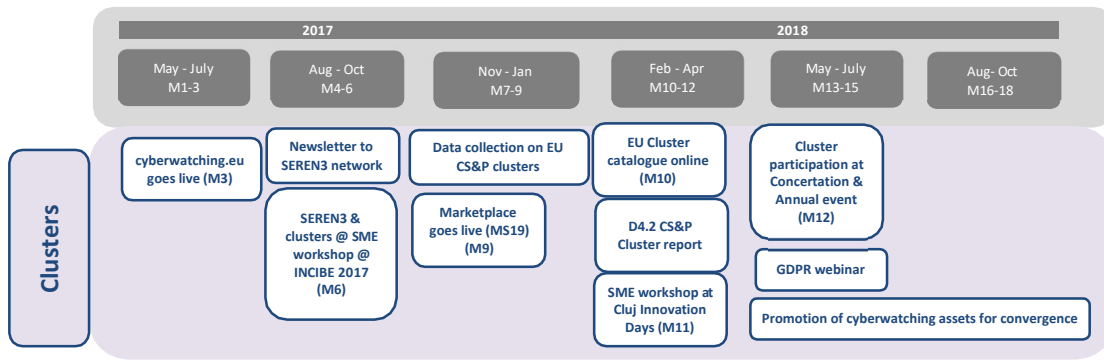 2017
2018
May - July
M1-3
Aug - Oct
M4-6
Nov - Jan
M7-9
Feb - Apr
M10-12
May - July
M13-15
Aug- Oct
M16-18
Clusters
cyberwatching.eu
goes live (M3)
Newsletter to
SEREN3 network
SEREN3 &
clusters @ SME
workshop @
INCIBE 2017
(M6)
Data collection on EU
CS&P clusters
Marketplace
goes live (MS19)
(M9)
EU Cluster
catalogue online
(M10)
D4.2 CS&P
Cluster report
SME workshop at
Cluj Innovation
Days (M11)
Cluster
participation at
Concertation &
Annual event
(M12)
GDPR webinar
Promotion of cyberwatching assets for convergence